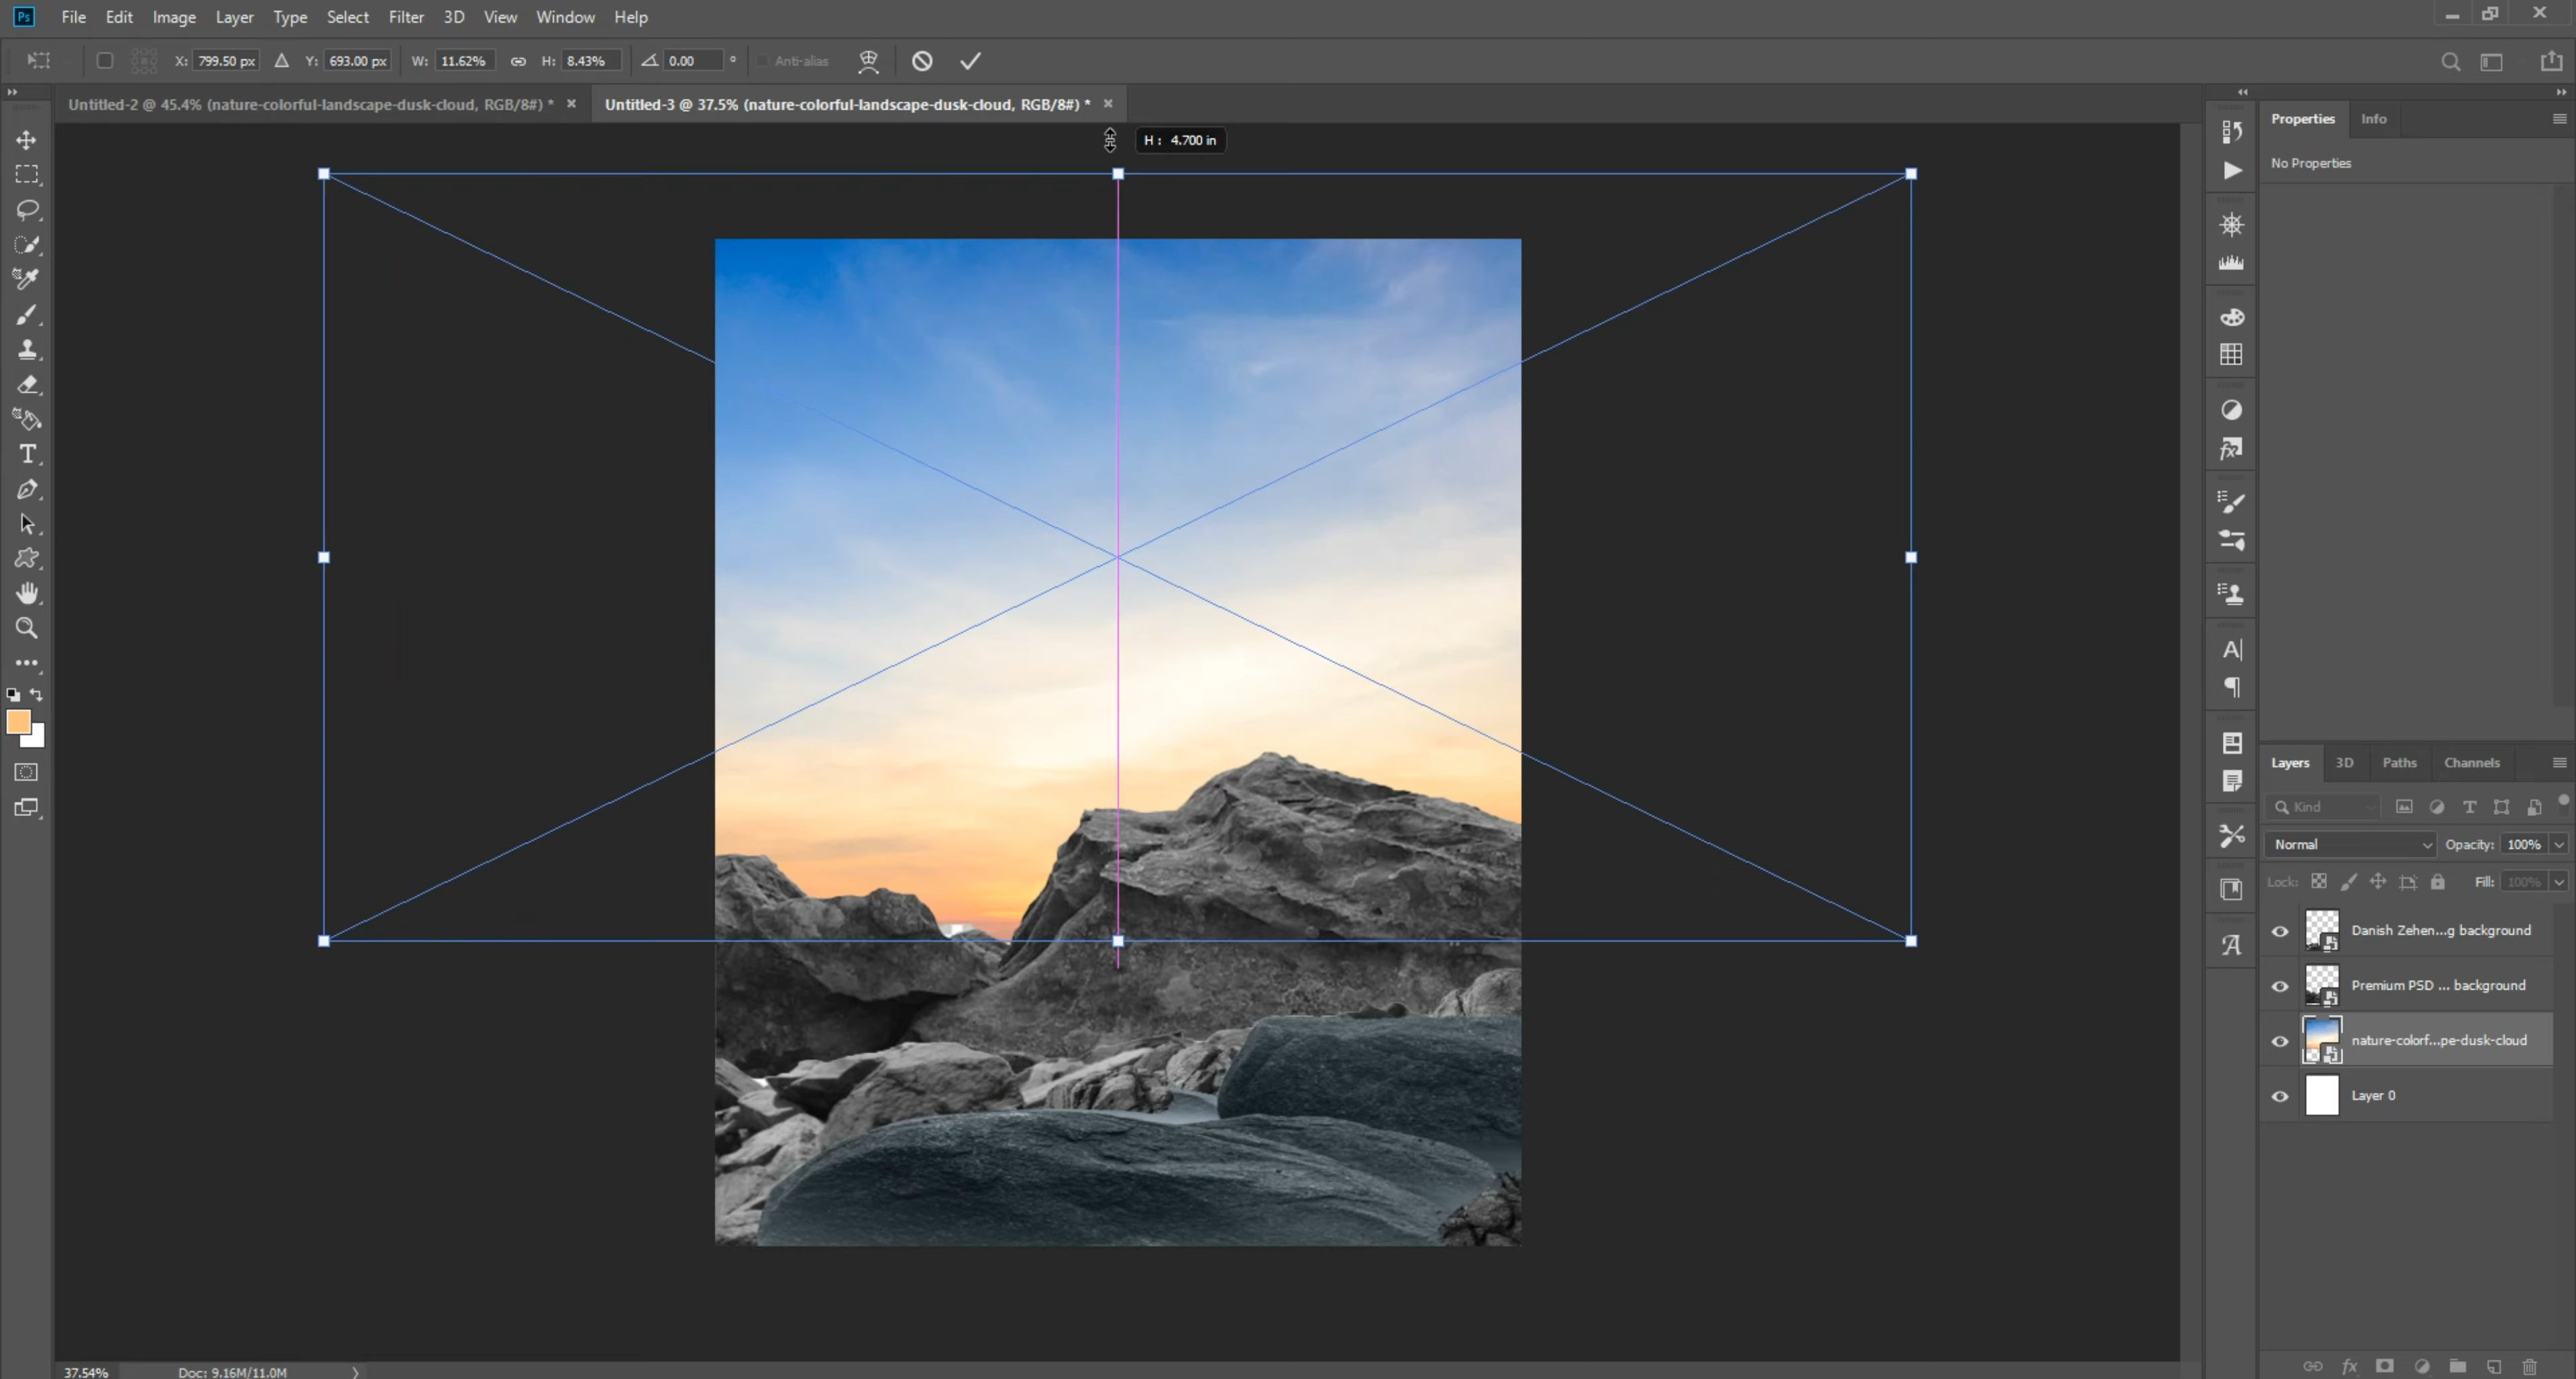 Ps File Edit Image Layer Type Select Filter 3D View Window Help
X: 799.50 px Y: 693.00 px W: 11.62% H: 8.43% 0.00 ° Anti-alias
Untitled-2 @ 45.4% (nature-colorful-landscape-dusk-cloud, RGB/8#) * × Untitled-3 @ 37.5% (nature-colorful-landscape-dusk-cloud, RGB/8#) * ×
H : 4.700 in
Properties Info
No Properties
Layers 3D Paths Channels
Kind
Normal Opacity: 100%
Lock: Fill: 100%
Danish Zehen...g background
Premium PSD ... background
nature-colorf...pe-dusk-cloud
Layer 0
37.54% Doc: 9.16M/11.0M